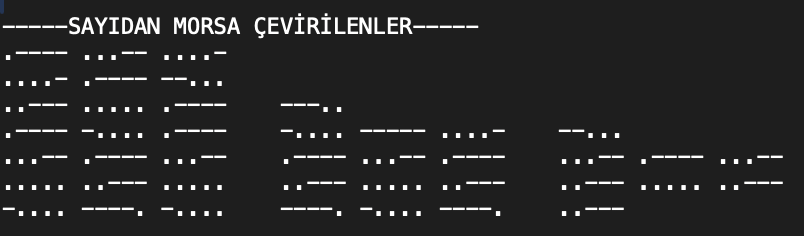 -----SAYIDAN MORSA ÇEVİRİLENLER-----
.---- ...-- ....-
....- .---- --...
..--- ..... .----    ---..
.---- -.... .----    -.... ----- ....-    --...
...-- .---- ...--    .---- ...-- .----    ...-- .---- ...--
..... ..--- .....    ..--- ..... ..---    ..--- ..... ..---
-.... ----. -....    ----. -.... ----.    ..---